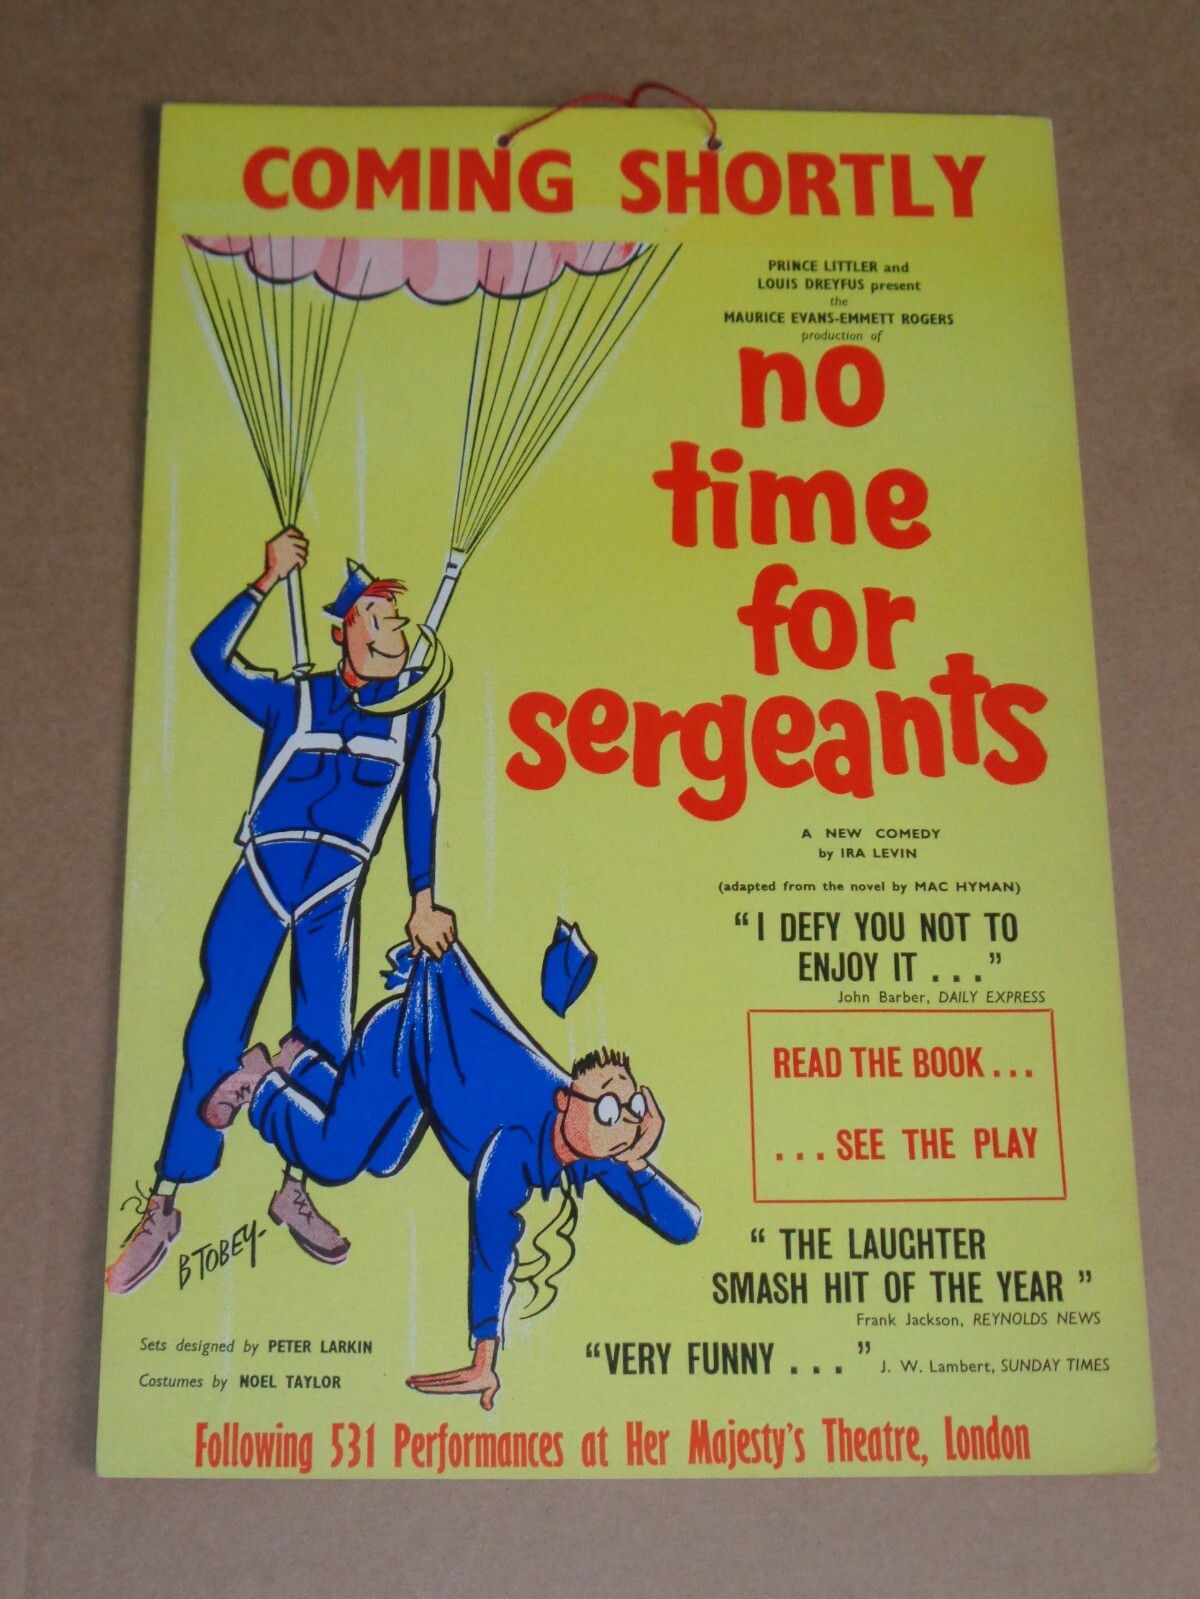 COMING SHORTLY
PRINCE LITTLER and
LOUIS DREYFUS present
the
MAURICE EVANS-EMMETT ROGERS
production of
no
time
for
sergeants
A NEW COMEDY
by IRA LEVIN
(adapted from the novel by MAC HYMAN)
“I DEFY YOU NOT TO
ENJOY IT . . .”
John Barber, DAILY EXPRESS
READ THE BOOK . . .
. . . SEE THE PLAY
“ THE LAUGHTER
SMASH HIT OF THE YEAR ”
Frank Jackson, REYNOLDS NEWS
“VERY FUNNY . . . ” J. W. Lambert, SUNDAY TIMES
B TOBEY-
Sets designed by PETER LARKIN
Costumes by NOEL TAYLOR
Following 531 Performances at Her Majesty's Theatre, London